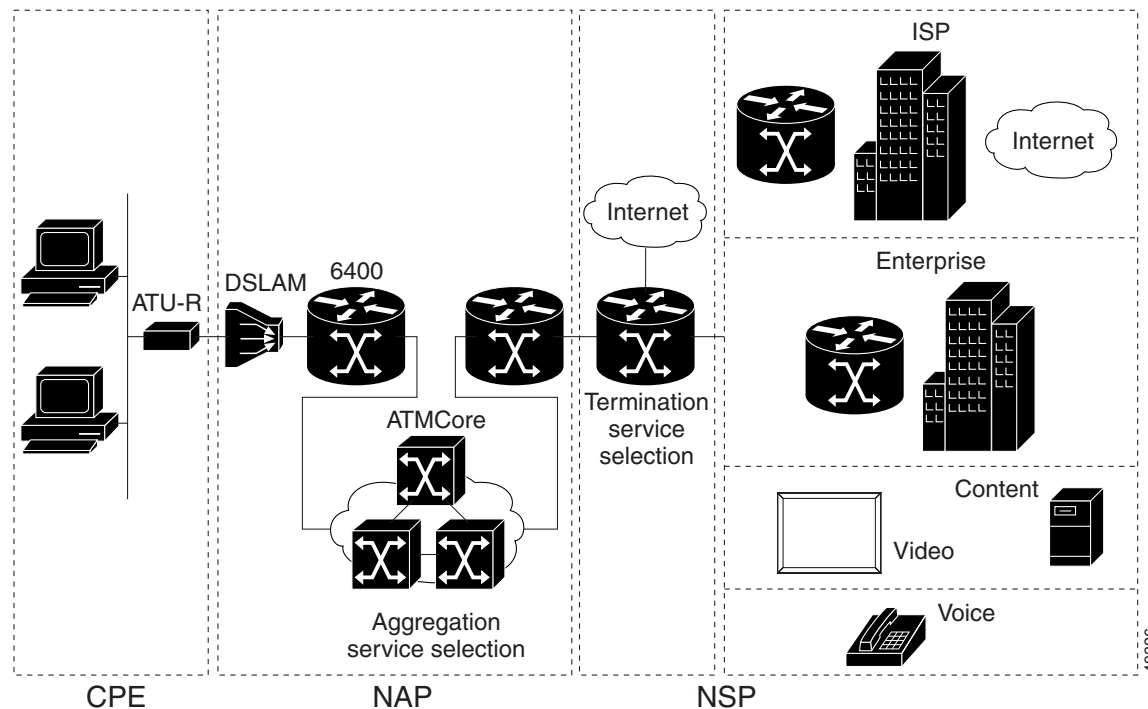 ISP
Internet
Internet
Enterprise
6400
DSLAM
ATU-R
Termination
service
selection
ATMCore
Content
Video
Aggregation
service selection
Voice
CPE
NAP
NSP